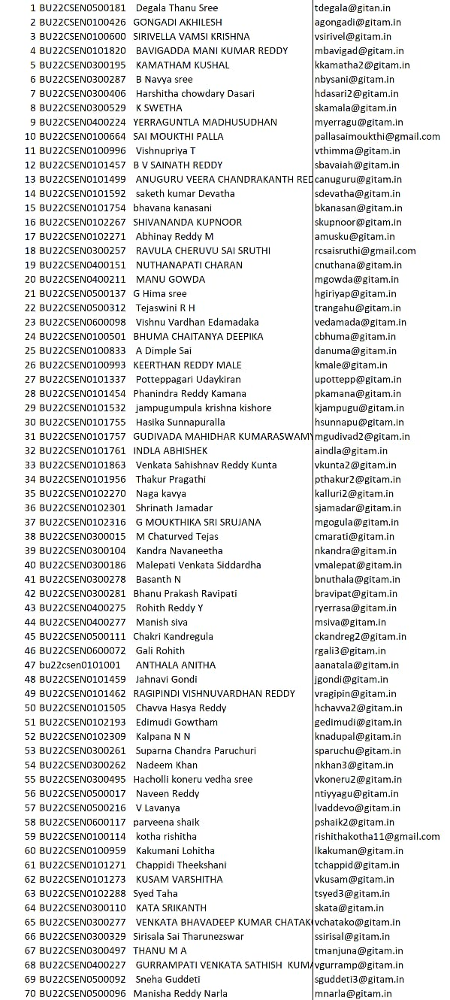 1 BU22CSEN0500181 Degala Thanu Sree tdegala@gitan.in
2 BU22CSEN0100426 GONGADI AKHILESH agongadi@gitam.in
3 BU22CSEN0100600 SIRIVELLA VAMSI KRISHNA vsirivel@gitam.in
4 BU22CSEN0101820 BAVIGADDA MANI KUMAR REDDY mbavigad@gitam.in
5 BU22CSEN0300195 KAMATHAM KUSHAL kkamatha2@gitam.in
6 BU22CSEN0300287 B Navya sree nbysani@gitam.in
7 BU22CSEN0300406 Harshitha chowdary Dasari hdasari2@gitam.in
8 BU22CSEN0300529 K SWETHA skamala@gitam.in
9 BU22CSEN0400224 YERRAGUNTLA MADHUSUDHAN myerragu@gitam.in
10 BU22CSEN0100664 SAI MOUKTHI PALLA pallasaimoukthi@gmail.com
11 BU22CSEN0100996 Vishnupriya T vthimma@gitam.in
12 BU22CSEN0101457 B V SAINATH REDDY sbavaiah@gitam.in
13 BU22CSEN0101499 ANUGURU VEERA CHANDRAKANTH RED canuguru@gitam.in
14 BU22CSEN0101592 saketh kumar Devatha sdevatha@gitam.in
15 BU22CSEN0101754 bhavana kanasani bkanasan@gitam.in
16 BU22CSEN0102267 SHIVANANDA KUPNOOR skupnoor@gitam.in
17 BU22CSEN0102271 Abhinay Reddy M amusku@gitam.in
18 BU22CSEN0300257 RAVULA CHERUVU SAI SRUTHI rcsaisruthi@gmail.com
19 BU22CSEN0400151 NUTHANAPATI CHARAN cnuthana@gitam.in
20 BU22CSEN0400211 MANU GOWDA mgowda@gitam.in
21 BU22CSEN0500137 G Hima sree hgiriyap@gitam.in
22 BU22CSEN0500312 Tejaswini R H trangahu@gitam.in
23 BU22CSEN0600098 Vishnu Vardhan Edamadaka vedamada@gitam.in
24 BU22CSEN0100501 BHUMA CHAITANYA DEEPIKA cbhuma@gitam.in
25 BU22CSEN0100833 A Dimple Sai danuma@gitam.in
26 BU22CSEN0100993 KEERTHAN REDDY MALE kmale@gitam.in
27 BU22CSEN0101337 Potteppagari Udaykiran upottepp@gitam.in
28 BU22CSEN0101454 Phanindra Reddy Kamana pkamana@gitam.in
29 BU22CSEN0101532 jampugumpula krishna kishore kjampugu@gitam.in
30 BU22CSEN0101755 Hasika Sunnapuralla hsunnapu@gitam.in
31 BU22CSEN0101757 GUDIVADA MAHIDHAR KUMARASWAMY mgudivad2@gitam.in
32 BU22CSEN0101761 INDLA ABHISHEK aindla@gitam.in
33 BU22CSEN0101863 Venkata Sahishnav Reddy Kunta vkunta2@gitam.in
34 BU22CSEN0101956 Thakur Pragathi pthakur2@gitam.in
35 BU22CSEN0102270 Naga kavya kalluri2@gitam.in
36 BU22CSEN0102301 Shrinath Jamadar sjamadar@gitam.in
37 BU22CSEN0102316 G MOUKTHIKA SRI SRUJANA mgogula@gitam.in
38 BU22CSEN0300015 M Chaturved Tejas cmarati@gitam.in
39 BU22CSEN0300104 Kandra Navaneetha nkandra@gitam.in
40 BU22CSEN0300186 Malepati Venkata Siddardha vmalepat@gitam.in
41 BU22CSEN0300278 Basanth N bnuthala@gitam.in
42 BU22CSEN0300281 Bhanu Prakash Ravipati bravipat@gitam.in
43 BU22CSEN0400275 Rohith Reddy Y ryerrasa@gitam.in
44 BU22CSEN0400277 Manish siva msiva@gitam.in
45 BU22CSEN0500111 Chakri Kandregula ckandreg2@gitam.in
46 BU22CSEN0600072 Gali Rohith rgali3@gitam.in
47 bu22csen0101001 ANTHALA ANITHA aanatala@gitam.in
48 BU22CSEN0101459 Jahnavi Gondi jgondi@gitam.in
49 BU22CSEN0101462 RAGIPINDI VISHNUVARDHAN REDDY vragipin@gitam.in
50 BU22CSEN0101505 Chavva Hasya Reddy hchavva2@gitam.in
51 BU22CSEN0102193 Edimudi Gowtham gedimudi@gitam.in
52 BU22CSEN0102309 Kalpana N N knadupal@gitam.in
53 BU22CSEN0300261 Suparna Chandra Paruchuri sparuchu@gitam.in
54 BU22CSEN0300262 Nadeem Khan nkhan3@gitam.in
55 BU22CSEN0300495 Hacholli koneru vedha sree vkoneru2@gitam.in
56 BU22CSEN0500017 Naveen Reddy ntiyyagu@gitam.in
57 BU22CSEN0500216 V Lavanya lvaddevo@gitam.in
58 BU22CSEN0600117 parveena shaik pshaik2@gitam.in
59 BU22CSEN0100114 kotha rishitha rishithakotha11@gmail.com
60 BU22CSEN0100959 Kakumani Lohitha lkakuman@gitam.in
61 BU22CSEN0101271 Chappidi Theekshani tchappid@gitam.in
62 BU22CSEN0101273 KUSAM VARSHITHA vkusam@gitam.in
63 BU22CSEN0102288 Syed Taha tsyed3@gitam.in
64 BU22CSEN0300110 KATA SRIKANTH skata@gitam.in
65 BU22CSEN0300277 VENKATA BHAVADEEP KUMAR CHATAK vchatako@gitam.in
66 BU22CSEN0300329 Sirisala Sai Tharunezswar ssirisal@gitam.in
67 BU22CSEN0300497 THANU M A tmanjuna@gitam.in
68 BU22CSEN0400227 GURRAMPATI VENKATA SATHISH KUMA vgurramp@gitam.in
69 BU22CSEN0500092 Sneha Guddeti sguddeti3@gitam.in
70 BU22CSEN0500096 Manisha Reddy Narla mnarla@gitam.in